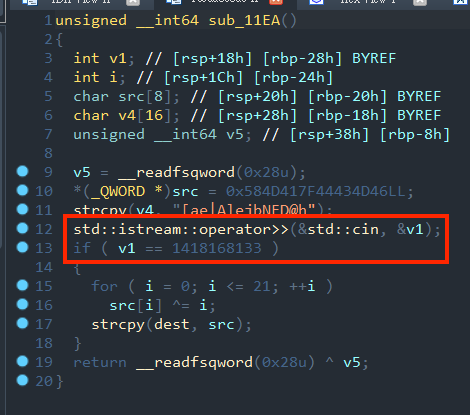 1 unsigned __int64 sub_11EA()
2 {
3 int v1; // [rsp+18h] [rbp-28h] BYREF
4 int i; // [rsp+1Ch] [rbp-24h]
5 char src[8]; // [rsp+20h] [rbp-20h] BYREF
6 char v4[16]; // [rsp+28h] [rbp-18h] BYREF
7 unsigned __int64 v5; // [rsp+38h] [rbp-8h]
8
9 v5 = __readfsqword(0x28u);
10 *(_QWORD *)src = 0x584D417F44434D46LL;
11 strcpy(v4,
12 std::istream::operator>>(&std::cin, &v1);
13 if ( v1 == 1418168133 )
14 {
15 for ( i = 0; i <= 21; ++i )
16 src[i] ^= i;
17 strcpy(dest, src);
18 }
19 return __readfsqword(0x28u) ^ v5;
20 }